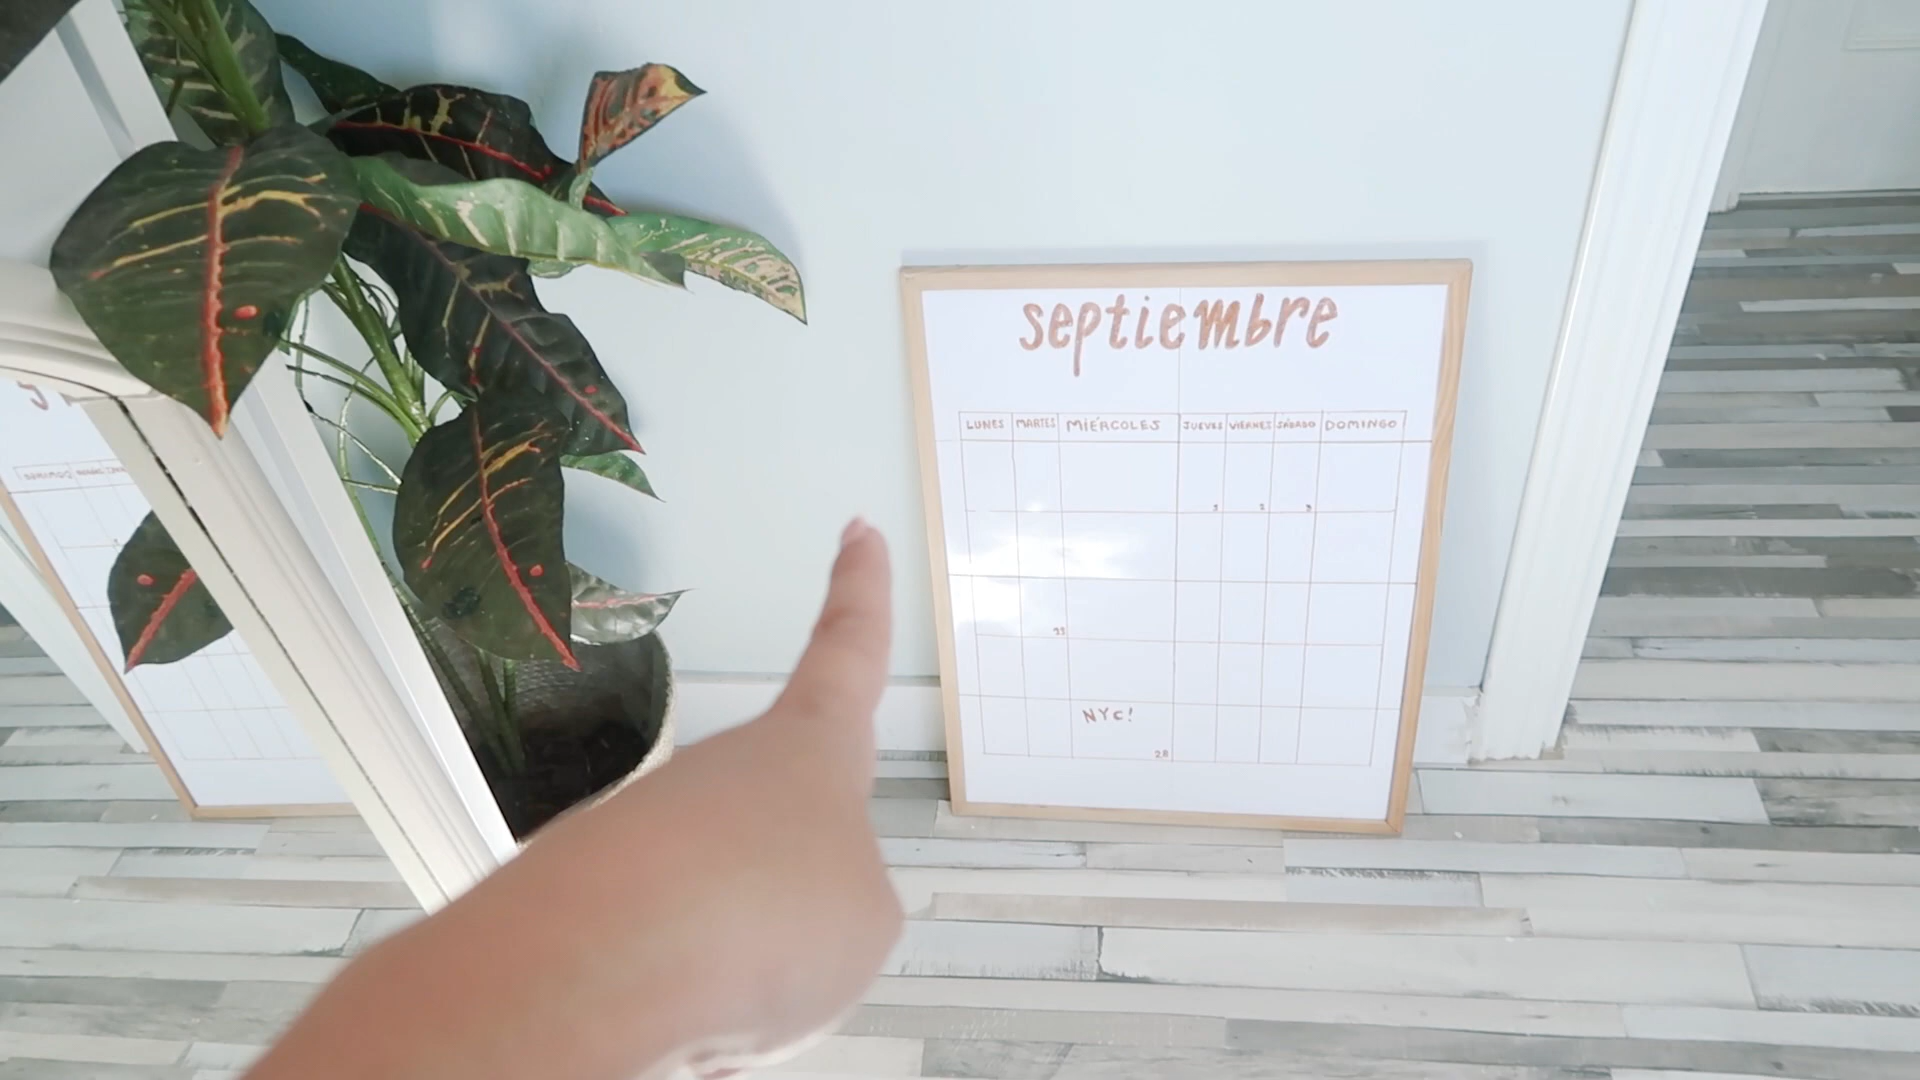 septiembre
LUNES MARTES MIÉRCOLES JUEVES VIERNES SÁBADO DOMINGO
NYC!
28